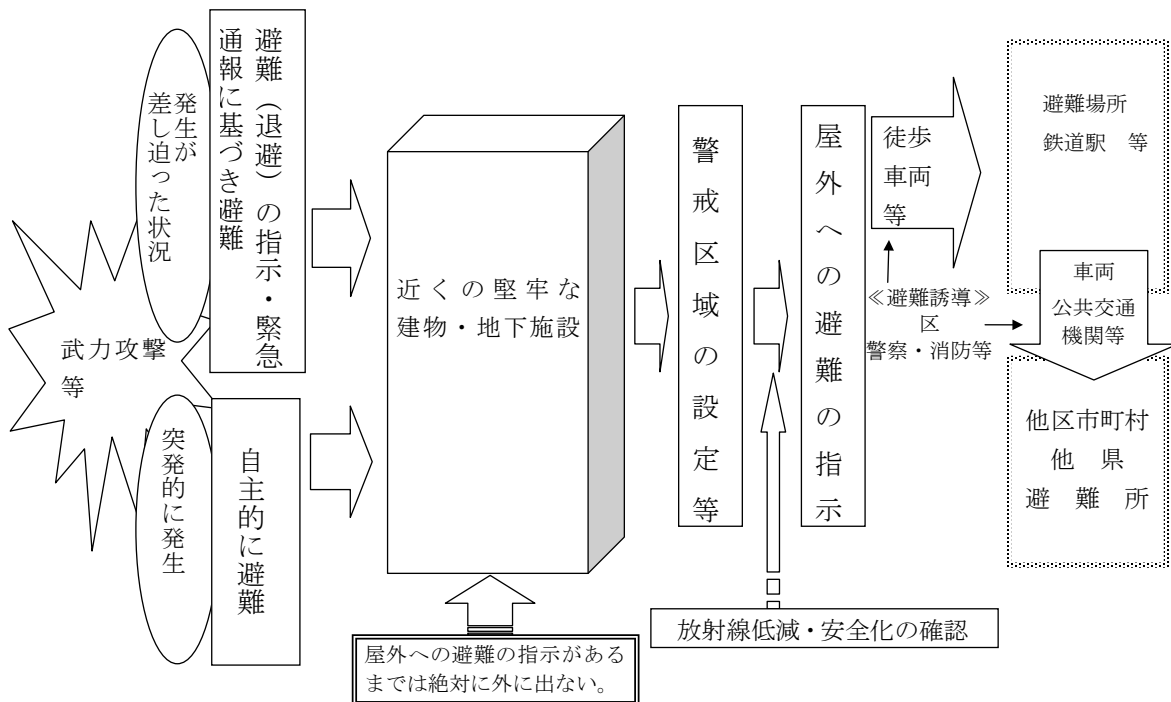 武力攻撃
等
発生が
差し迫った状況
避難（退避）の指示・緊急
通報に基づき避難
突発的に発生
自主的に避難
近くの堅牢な
建物・地下施設
屋外への避難の指示がある
までは絶対に外に出ない。
警戒区域の設定等
放射線低減・安全化の確認
屋外への避難の指示
徒歩
車両
等
≪避難誘導≫
区
警察・消防等
避難場所
鉄道駅　等
車両
公共交通
機関等
他区市町村
他　県
避　難　所